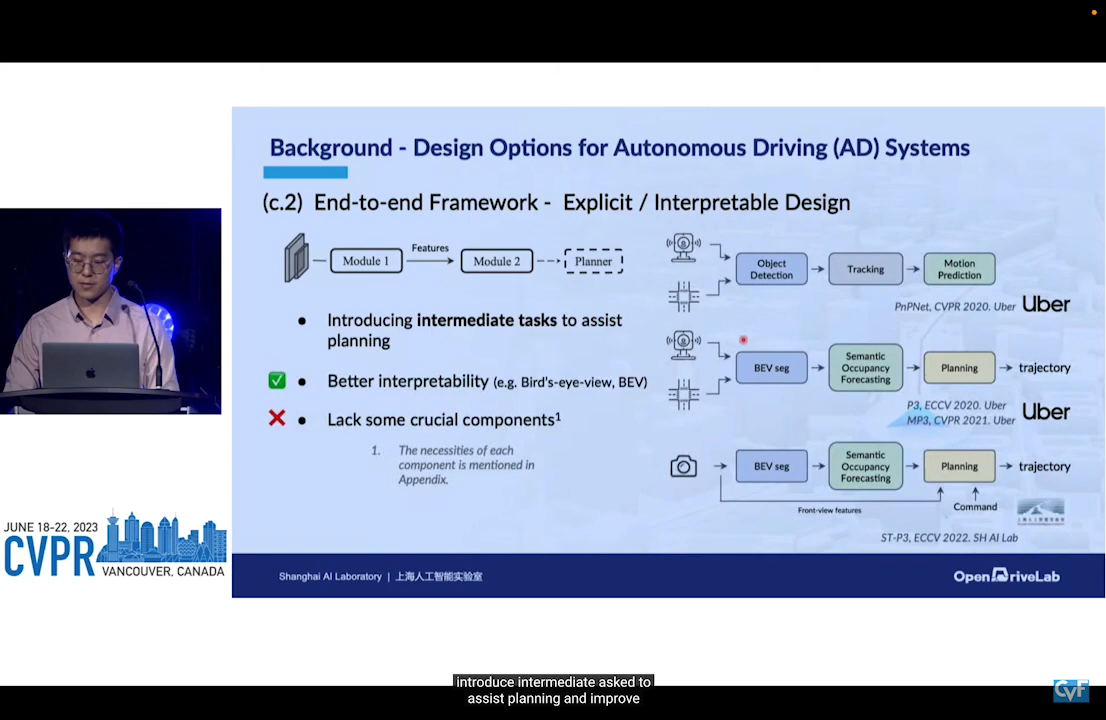 Background - Design Options for Autonomous Driving (AD) Systems
(c.2) End-to-end Framework - Explicit / Interpretable Design
Module 1
Features
Module 2
Planner
• Introducing intermediate tasks to assist
planning
• Better interpretability (e.g. Bird's-eye-view, BEV)
• Lack some crucial components¹
1. The necessities of each
component is mentioned in
Appendix.
Object
Detection
Tracking
Motion
Prediction
PnPNet, CVPR 2020. Uber
Uber
BEV seg
Semantic
Occupancy
Forecasting
Planning
trajectory
P3, ECCV 2020. Uber
MP3, CVPR 2021. Uber
Uber
BEV seg
Semantic
Occupancy
Forecasting
Planning
trajectory
Front-view features
Command
ST-P3, ECCV 2022. SH AI Lab
JUNE 18-22, 2023
CVPR
VANCOUVER, CANADA
Shanghai AI Laboratory | 上海人工智能实验室
OpenDriveLab
introduce intermediate asked to
assist planning and improve
CVF